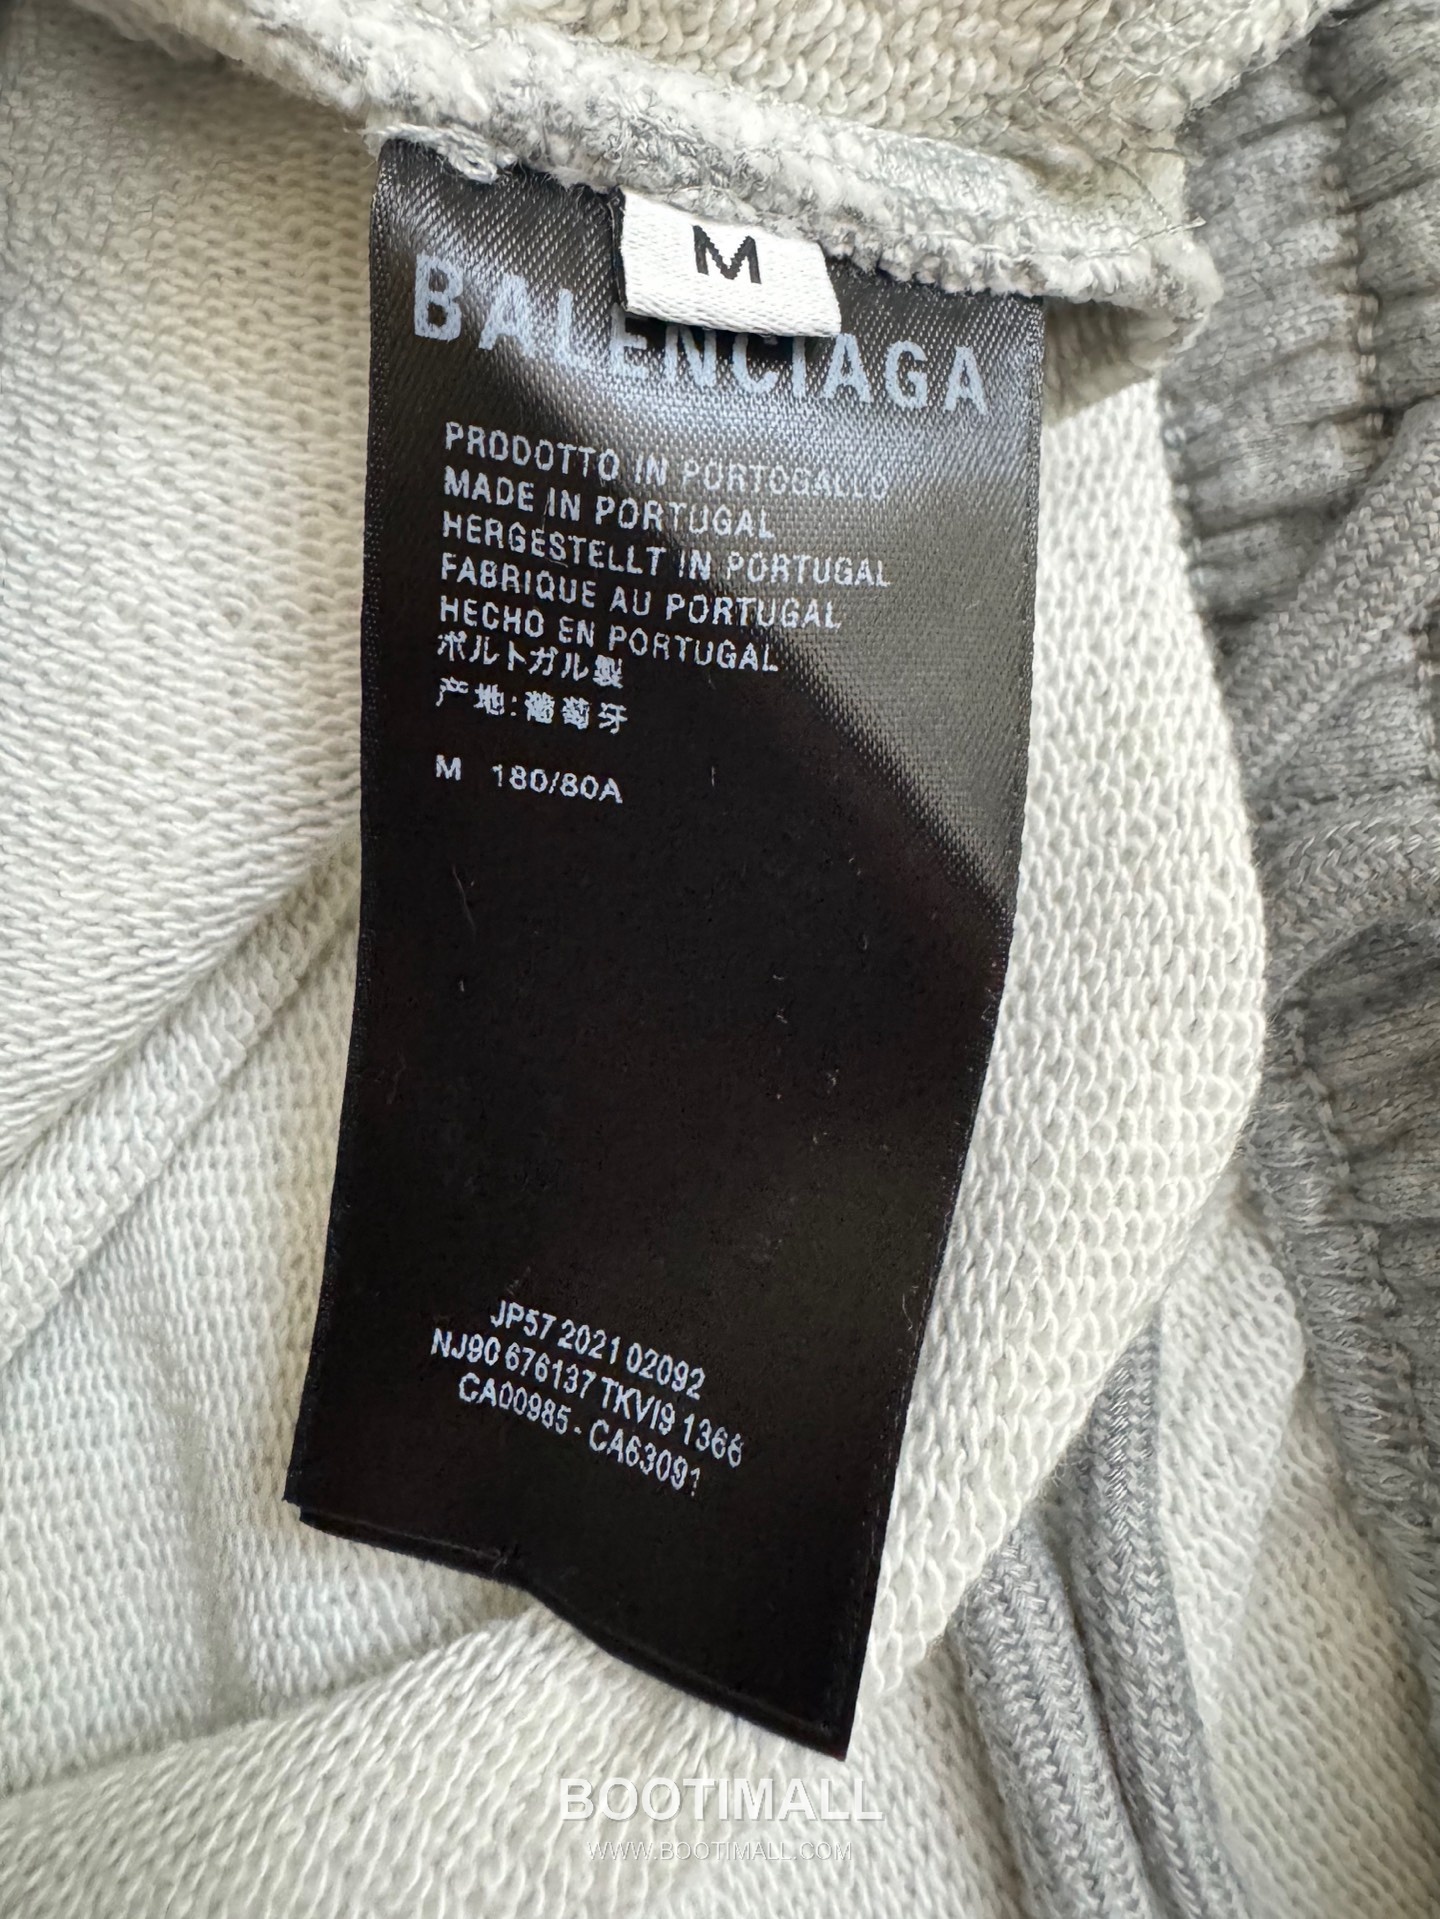 M
BALENCIAGA
PRODOTTO IN PORTOGALLO
MADE IN PORTUGAL
HERGESTELLT IN PORTUGAL
FABRIQUE AU PORTUGAL
HECHO EN PORTUGAL
ポルトガル製
产地:葡萄牙
M 180/80A
JP57 2021 02092
NJ90 676137 TKVI9 1366
CA00985 - CA63091
BOOTIMALL
WWW.BOOTIMALL.COM